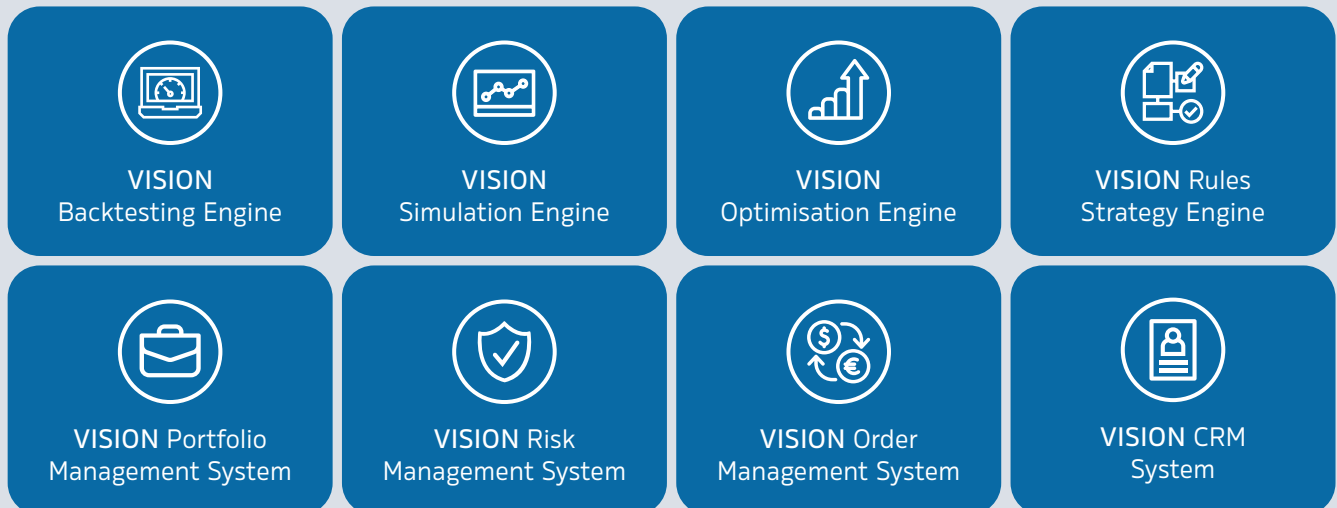 VISION
Backtesting Engine
VISION
Simulation Engine
VISION
Optimisation Engine
VISION Rules
Strategy Engine
VISION Portfolio
Management System
VISION Risk
Management System
$
€
VISION Order
Management System
VISION CRM
System